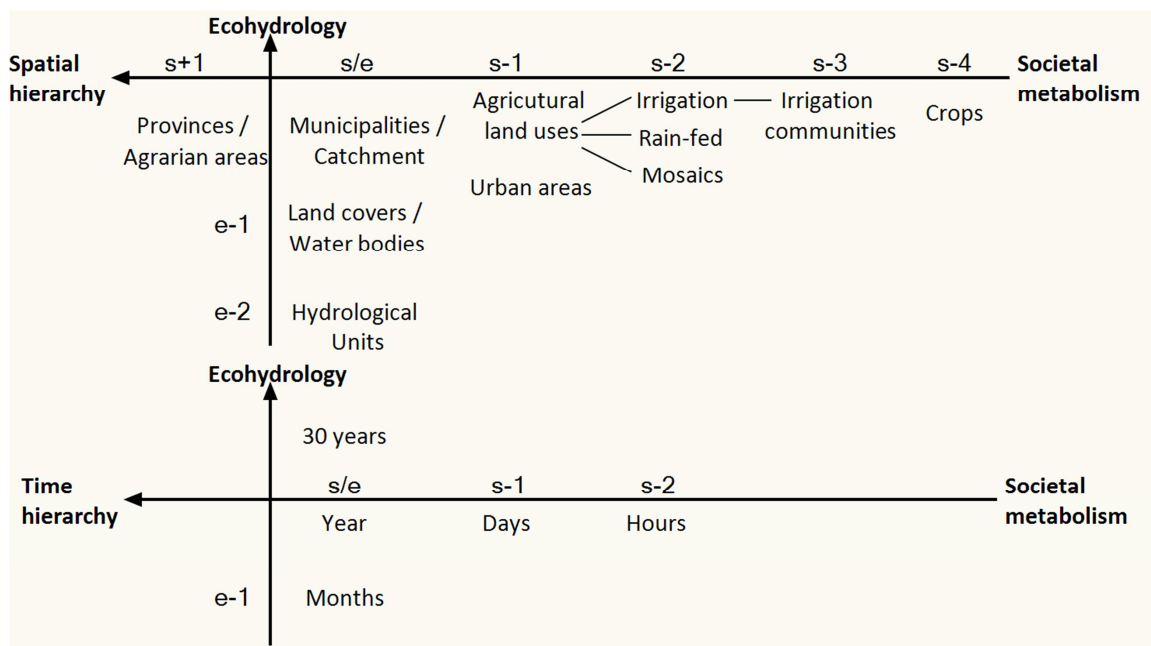 Ecohydrology
Spatial
hierarchy
s+1
s/e
s-1
s-2
s-3
s-4
Societal
metabolism
Provinces /
Agrarian areas
Municipalities /
Catchment
Agricutural
land uses
Irrigation
Rain-fed
Mosaics
Irrigation
communities
Crops
Urban areas
e-1
Land covers /
Water bodies
e-2
Hydrological
Units
Ecohydrology
30 years
Time
hierarchy
s/e
s-1
s-2
Societal
metabolism
Year
Days
Hours
e-1
Months